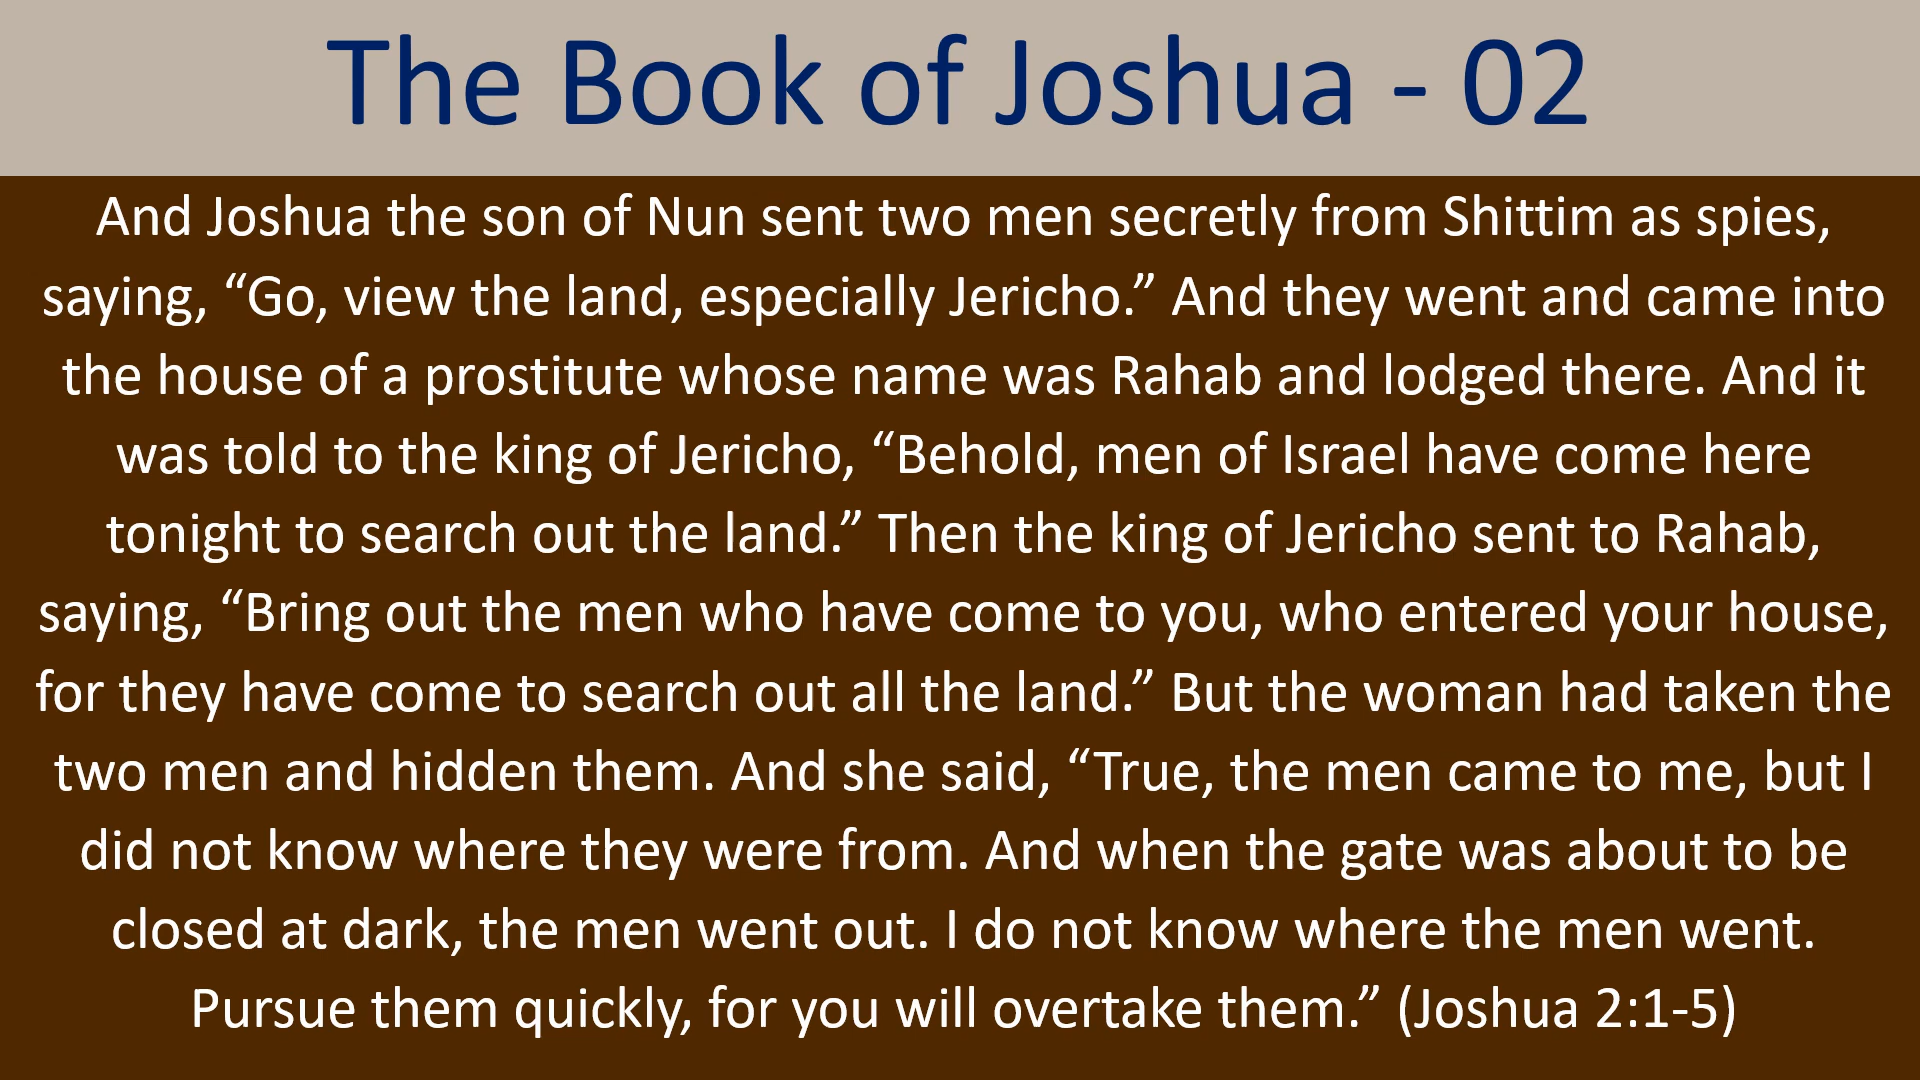 The Book of Joshua - 02
And Joshua the son of Nun sent two men secretly from Shittim as spies,
saying, “Go, view the land, especially Jericho.” And they went and came into
the house of a prostitute whose name was Rahab and lodged there. And it
was told to the king of Jericho, “Behold, men of Israel have come here
tonight to search out the land.” Then the king of Jericho sent to Rahab,
saying, “Bring out the men who have come to you, who entered your house,
for they have come to search out all the land.” But the woman had taken the
two men and hidden them. And she said, “True, the men came to me, but I
did not know where they were from. And when the gate was about to be
closed at dark, the men went out. I do not know where the men went.
Pursue them quickly, for you will overtake them.” (Joshua 2:1-5)